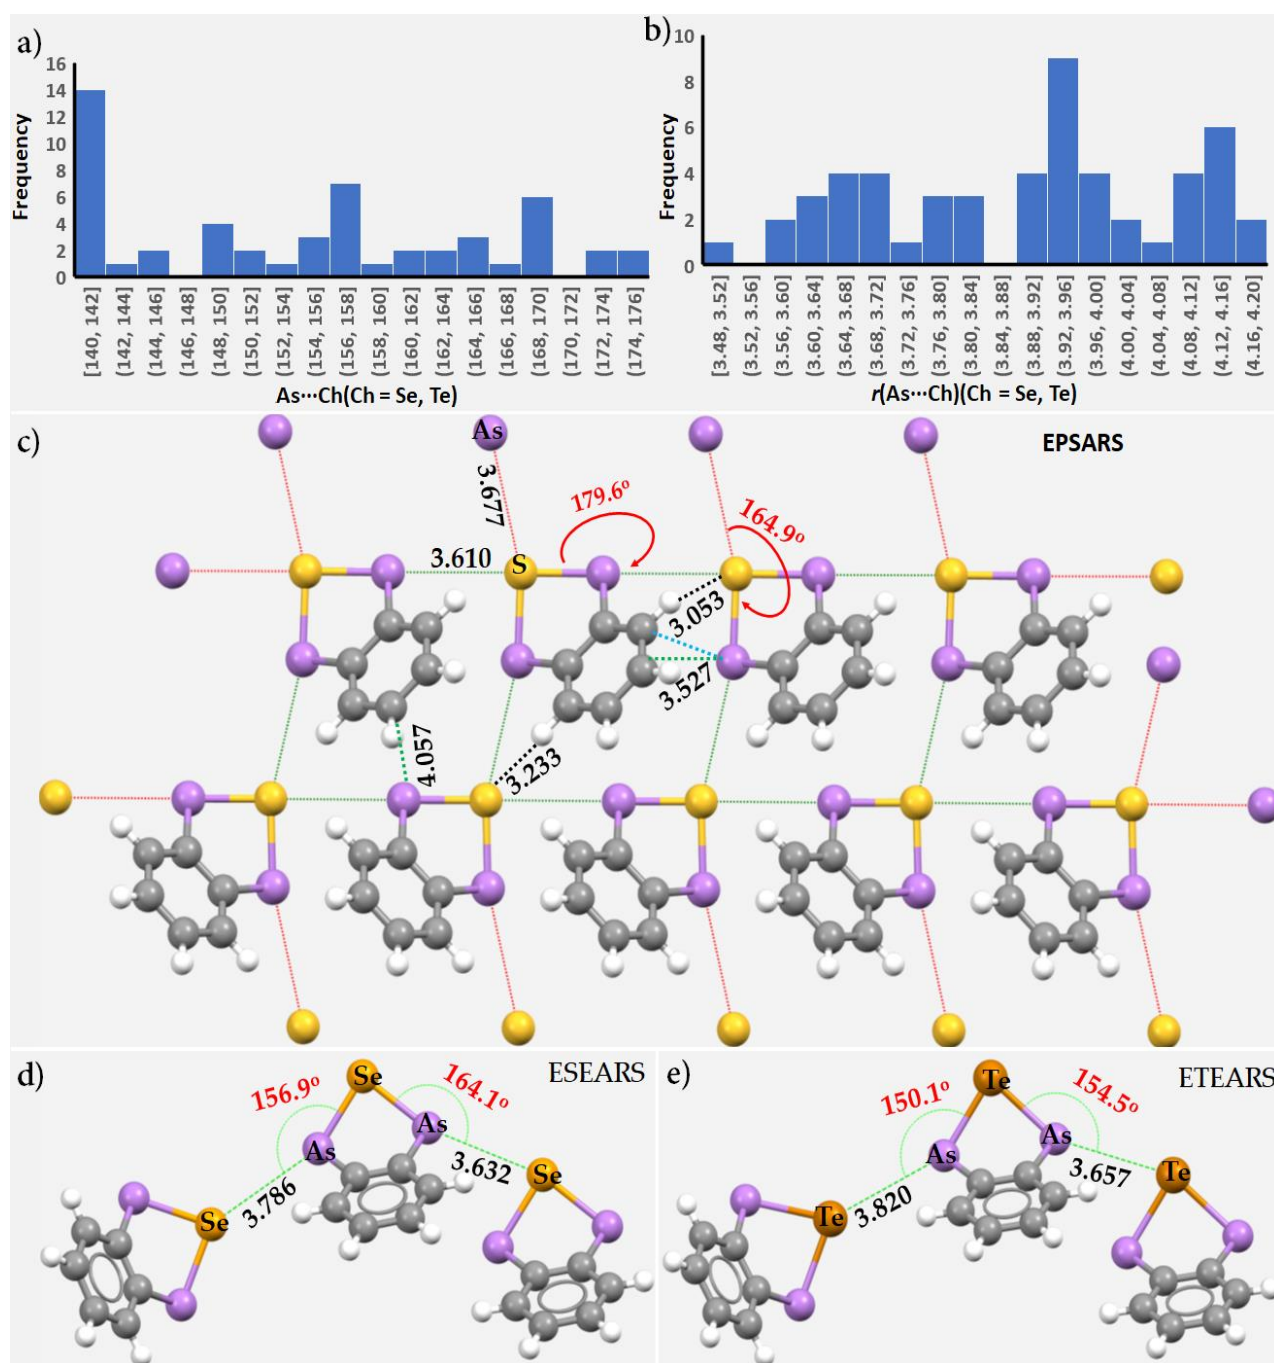 a)
Frequency
16
14
12
10
8
6
4
2
0
[140, 142]
(142, 144]
(144, 146]
(146, 148]
(148, 150]
(150, 152]
(152, 154]
(154, 156]
(156, 158]
(158, 160]
(160, 162]
(162, 164]
(164, 166]
(166, 168]
(168, 170]
(170, 172]
(172, 174]
(174, 176]
As···Ch(Ch = Se, Te)
b)
Frequency
10
8
6
4
2
0
[3.48, 3.52]
(3.52, 3.56]
(3.56, 3.60]
(3.60, 3.64]
(3.64, 3.68]
(3.68, 3.72]
(3.72, 3.76]
(3.76, 3.80]
(3.80, 3.84]
(3.84, 3.88]
(3.88, 3.92]
(3.92, 3.96]
(3.96, 4.00]
(4.00, 4.04]
(4.04, 4.08]
(4.08, 4.12]
(4.12, 4.16]
(4.16, 4.20]
r(As···Ch)(Ch = Se, Te)
c)
As
EPSARS
3.677
179.6°
164.9°
3.610
S
3.053
3.527
4.057
3.233
d)
Se
ESEARS
156.9°
164.1°
As
As
3.786
3.632
Se
Se
e)
Te
ETEARS
150.1°
154.5°
As
As
3.820
3.657
Te
Te